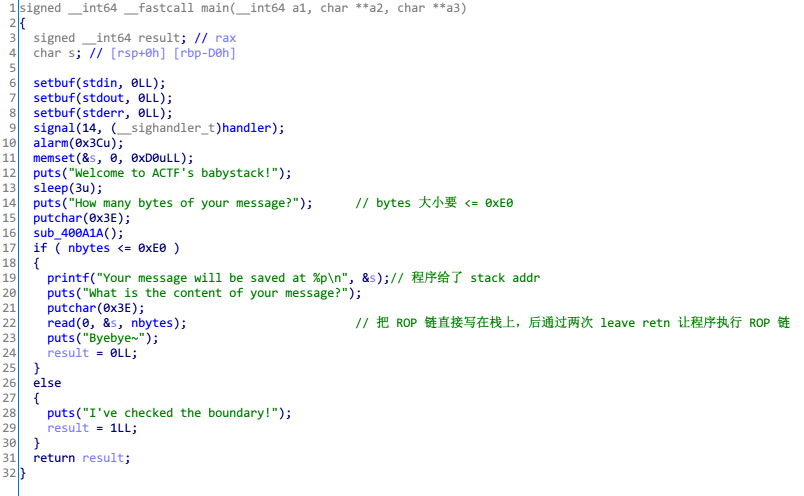 1 signed __int64 __fastcall main(__int64 a1, char **a2, char **a3)
2 {
3   signed __int64 result; // rax
4   char s; // [rsp+0h] [rbp-D0h]
5
6   setbuf(stdin, 0LL);
7   setbuf(stdout, 0LL);
8   setbuf(stderr, 0LL);
9   signal(14, (__sighandler_t)handler);
10   alarm(0x3Cu);
11   memset(&s, 0, 0xD0uLL);
12   puts("Welcome to ACTF's babystack!");
13   sleep(3u);
14   puts("How many bytes of your message?");      // bytes 大小要 <= 0xE0
15   putchar(0x3E);
16   sub_400A1A();
17   if ( nbytes <= 0xE0 )
18   {
19     printf("Your message will be saved at %p\n", &s);// 程序给了 stack addr
20     puts("What is the content of your message?");
21     putchar(0x3E);
22     read(0, &s, nbytes);                        // 把 ROP 链直接写在栈上，后通过两次 leave retn 让程序执行 ROP 链
23     puts("Byebye~");
24     result = 0LL;
25   }
26   else
27   {
28     puts("I've checked the boundary!");
29     result = 1LL;
30   }
31   return result;
32 }